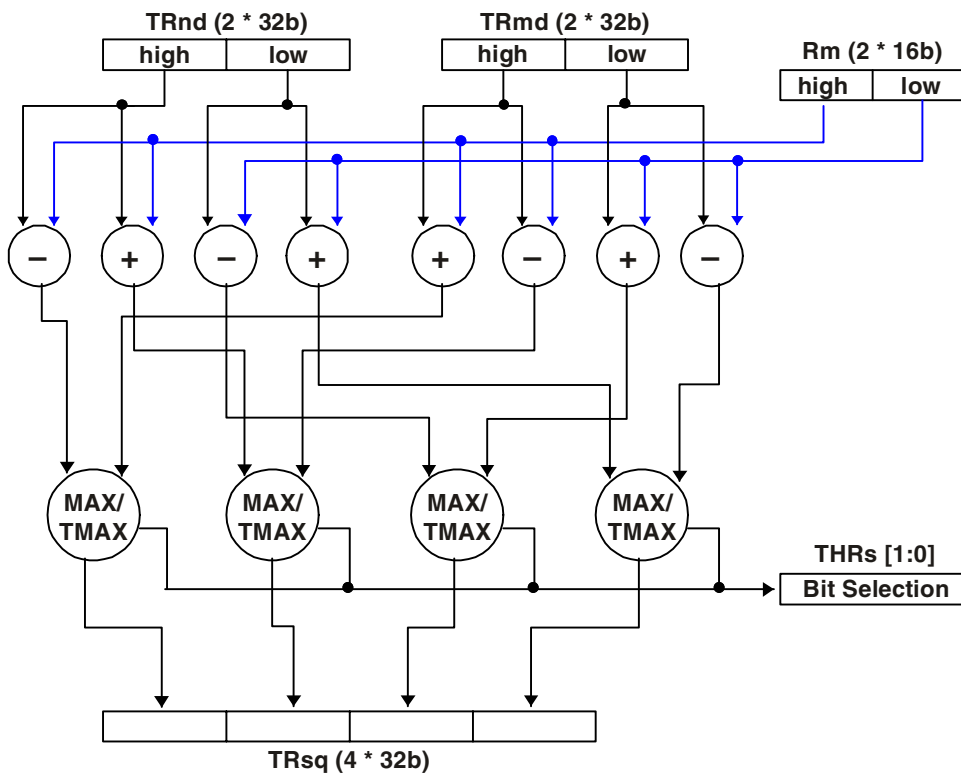 TRnd (2 * 32b)
TRmd (2 * 32b)
Rm (2 * 16b)
high
low
high
low
high
low
−
+
−
+
+
−
+
−
MAX/
TMAX
MAX/
TMAX
MAX/
TMAX
MAX/
TMAX
THRs [1:0]
Bit Selection
TRsq (4 * 32b)